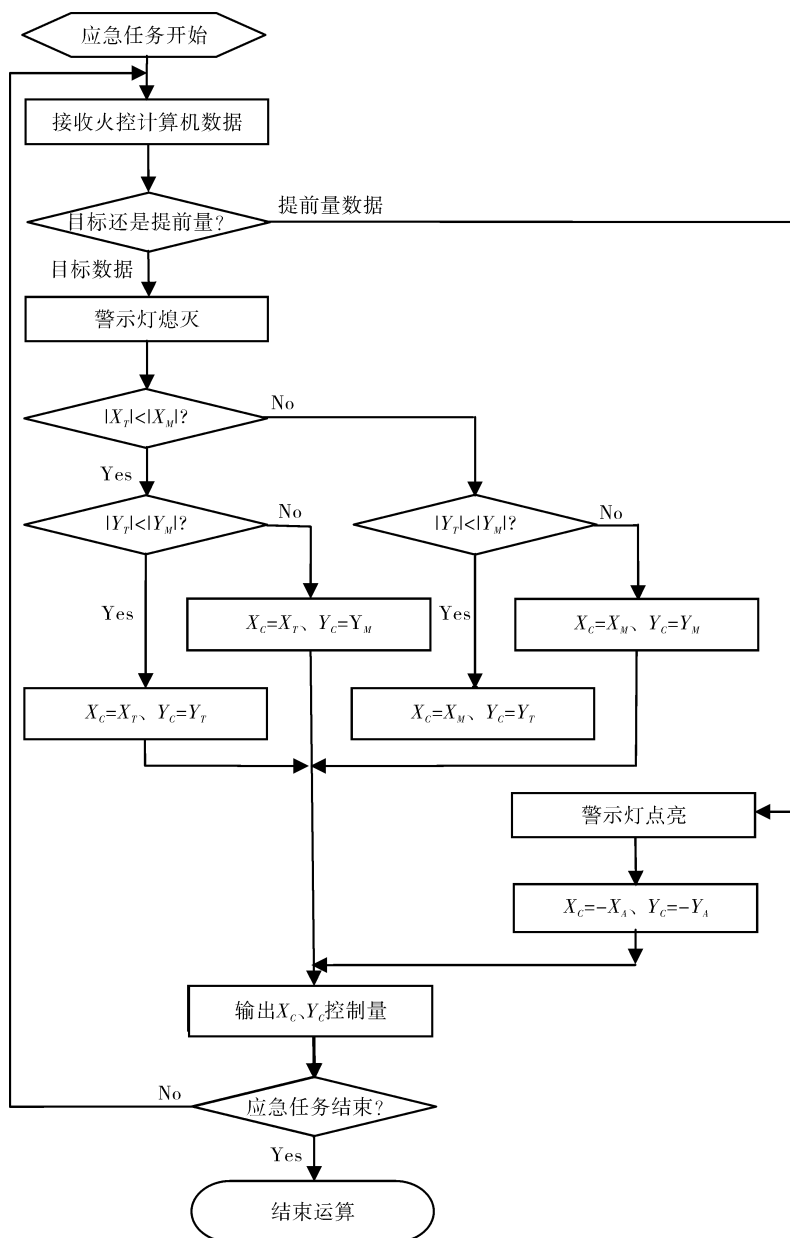 应急任务开始
接收火控计算机数据
目标还是提前量?
提前量数据
目标数据
警示灯熄灭
|X_T|<|X_M|?
No
Yes
|Y_T|<|Y_M|?
No
|Y_T|<|Y_M|?
No
Yes
X_C=X_T、Y_C=Y_M
Yes
X_C=X_M、Y_C=Y_M
X_C=X_T、Y_C=Y_T
X_C=X_M、Y_C=Y_T
警示灯点亮
X_C=-X_A、Y_C=-Y_A
输出X_C、Y_C控制量
No
应急任务结束?
Yes
结束运算